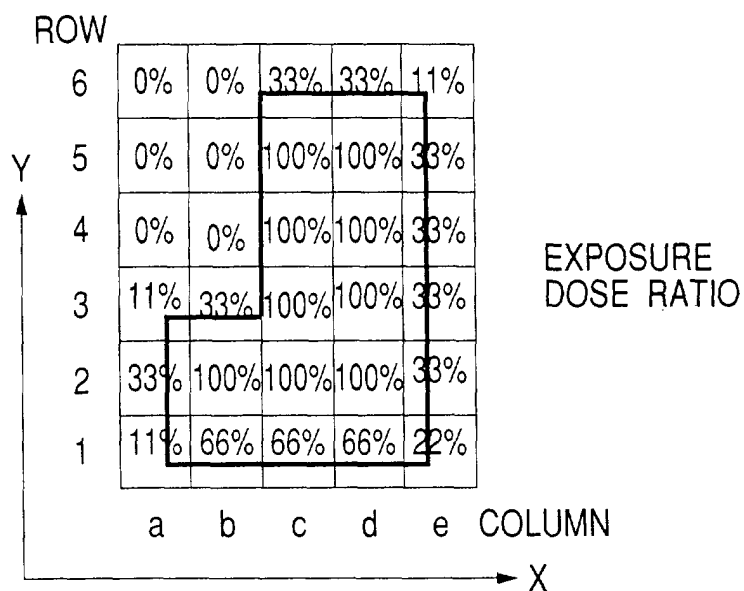 ROW
6 0% 0% 33% 33% 11%
Y 5 0% 0% 100% 100% 33%
4 0% 0% 100% 100% 33%
EXPOSURE
3 11% 33% 100% 100% 33%
DOSE RATIO
2 33% 100% 100% 100% 33%
1 11% 66% 66% 66% 22%
a b c d e COLUMN
X